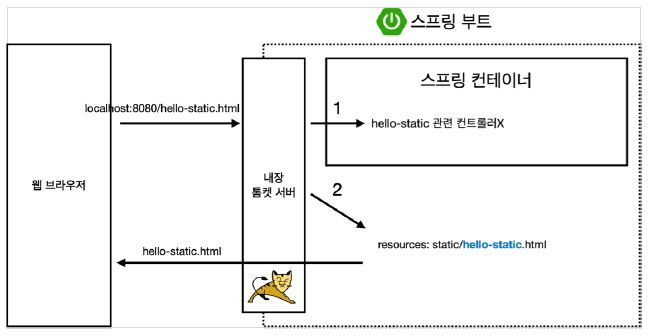 스프링 부트
스프링 컨테이너
localhost:8080/hello-static.html
1
hello-static 관련 컨트롤러X
웹 브라우저
내장
톰켓 서버
2
resources: static/hello-static.html
hello-static.html